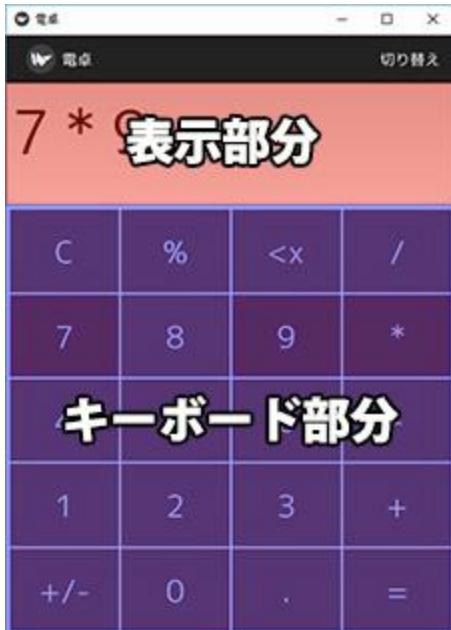 電卓
電卓 切り替え
7 * 9
表示部分
C % <x /
7 8 9 *
キーボード部分
1 2 3 +
+/- 0 . =